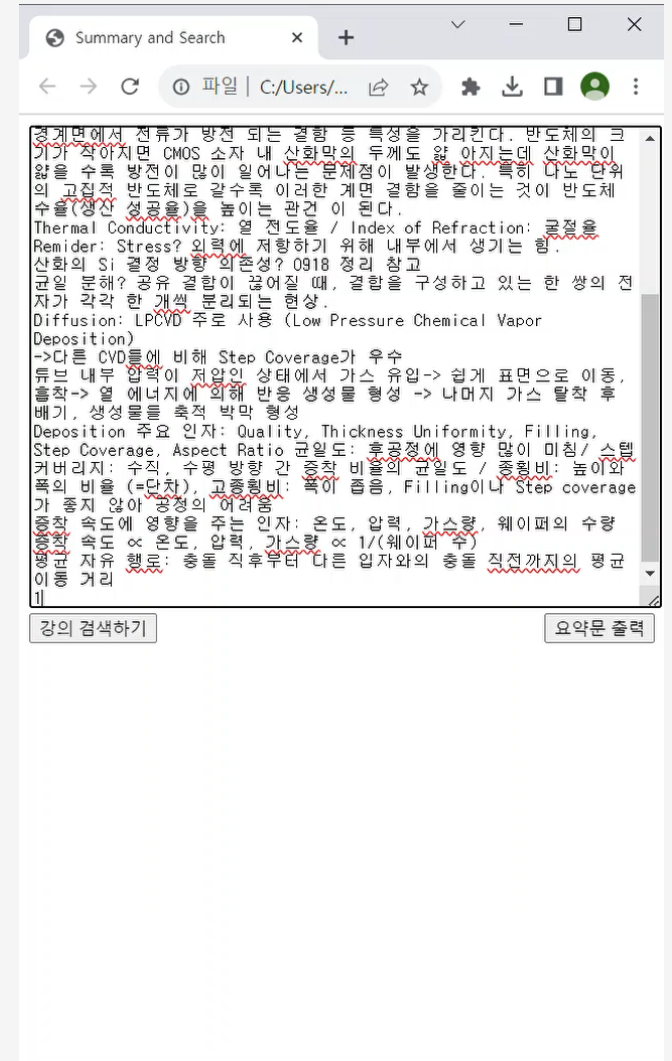 Summary and Search
파일 | C:/Users/...
경계면에서 전류가 방전 되는 결함 등 특성을 가리킨다. 반도체의 크
기가 작아지면 CMOS 소자 내 산화막의 두께도 얇 아지는데 산화막이
얇을 수록 방전이 많이 일어나는 문제점이 발생한다. 특히 나노 단위
의 고집적 반도체로 갈수록 이러한 계면 결함을 줄이는 것이 반도체
수율(생산 성공율)을 높이는 관건 이 된다.
Thermal Conductivity: 열 전도율 / Index of Refraction: 굴절율
Remider: Stress? 외력에 저항하기 위해 내부에서 생기는 힘.
산화의 Si 결정 방향 의존성? 0918 정리 참고
균일 분해? 공유 결합이 끊어질 때, 결합을 구성하고 있는 한 쌍의 전
자가 각각 한 개씩 분리되는 현상.
Diffusion: LPCVD 주로 사용 (Low Pressure Chemical Vapor
Deposition)
->다른 CVD들에 비해 Step Coverage가 우수
튜브 내부 압력이 저압인 상태에서 가스 유입-> 쉽게 표면으로 이동,
흡착-> 열 에너지에 의해 반응 생성물 형성 -> 나머지 가스 탈착 후
배기, 생성물들 축적 박막 형성
Deposition 주요 인자: Quality, Thickness Uniformity, Filling,
Step Coverage, Aspect Ratio 균일도: 후공정에 영향 많이 미침/ 스텝
커버리지: 수직, 수평 방향 간 증착 비율의 균일도 / 종횡비: 높이와
폭의 비율 (=단차), 고종횡비: 폭이 좁음, Filling이나 Step coverage
가 좋지 않아 공정의 어려움
증착 속도에 영향을 주는 인자: 온도, 압력, 가스량, 웨이퍼의 수량
증착 속도 ∝ 온도, 압력, 가스량 ∝ 1/(웨이퍼 수)
평균 자유 행로: 충돌 직후부터 다른 입자와의 충돌 직전까지의 평균
이동 거리
1
강의 검색하기
요약문 출력